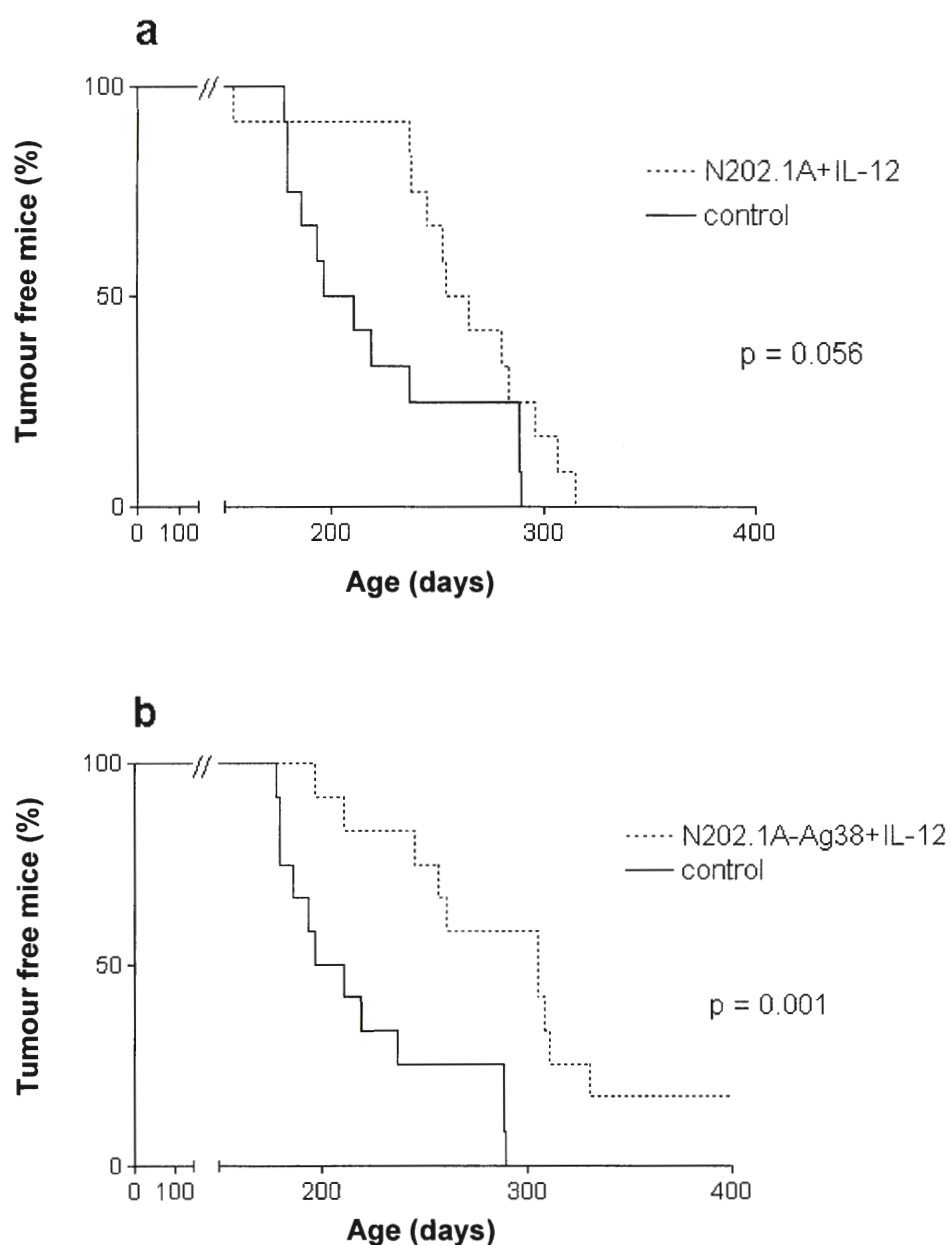 a
Tumour free mice (%)
100
50
0
N202.1A+IL-12
control
p = 0.056
0 100 200 300 400
Age (days)
b
Tumour free mice (%)
100
50
0
N202.1A-Ag38+IL-12
control
p = 0.001
0 100 200 300 400
Age (days)